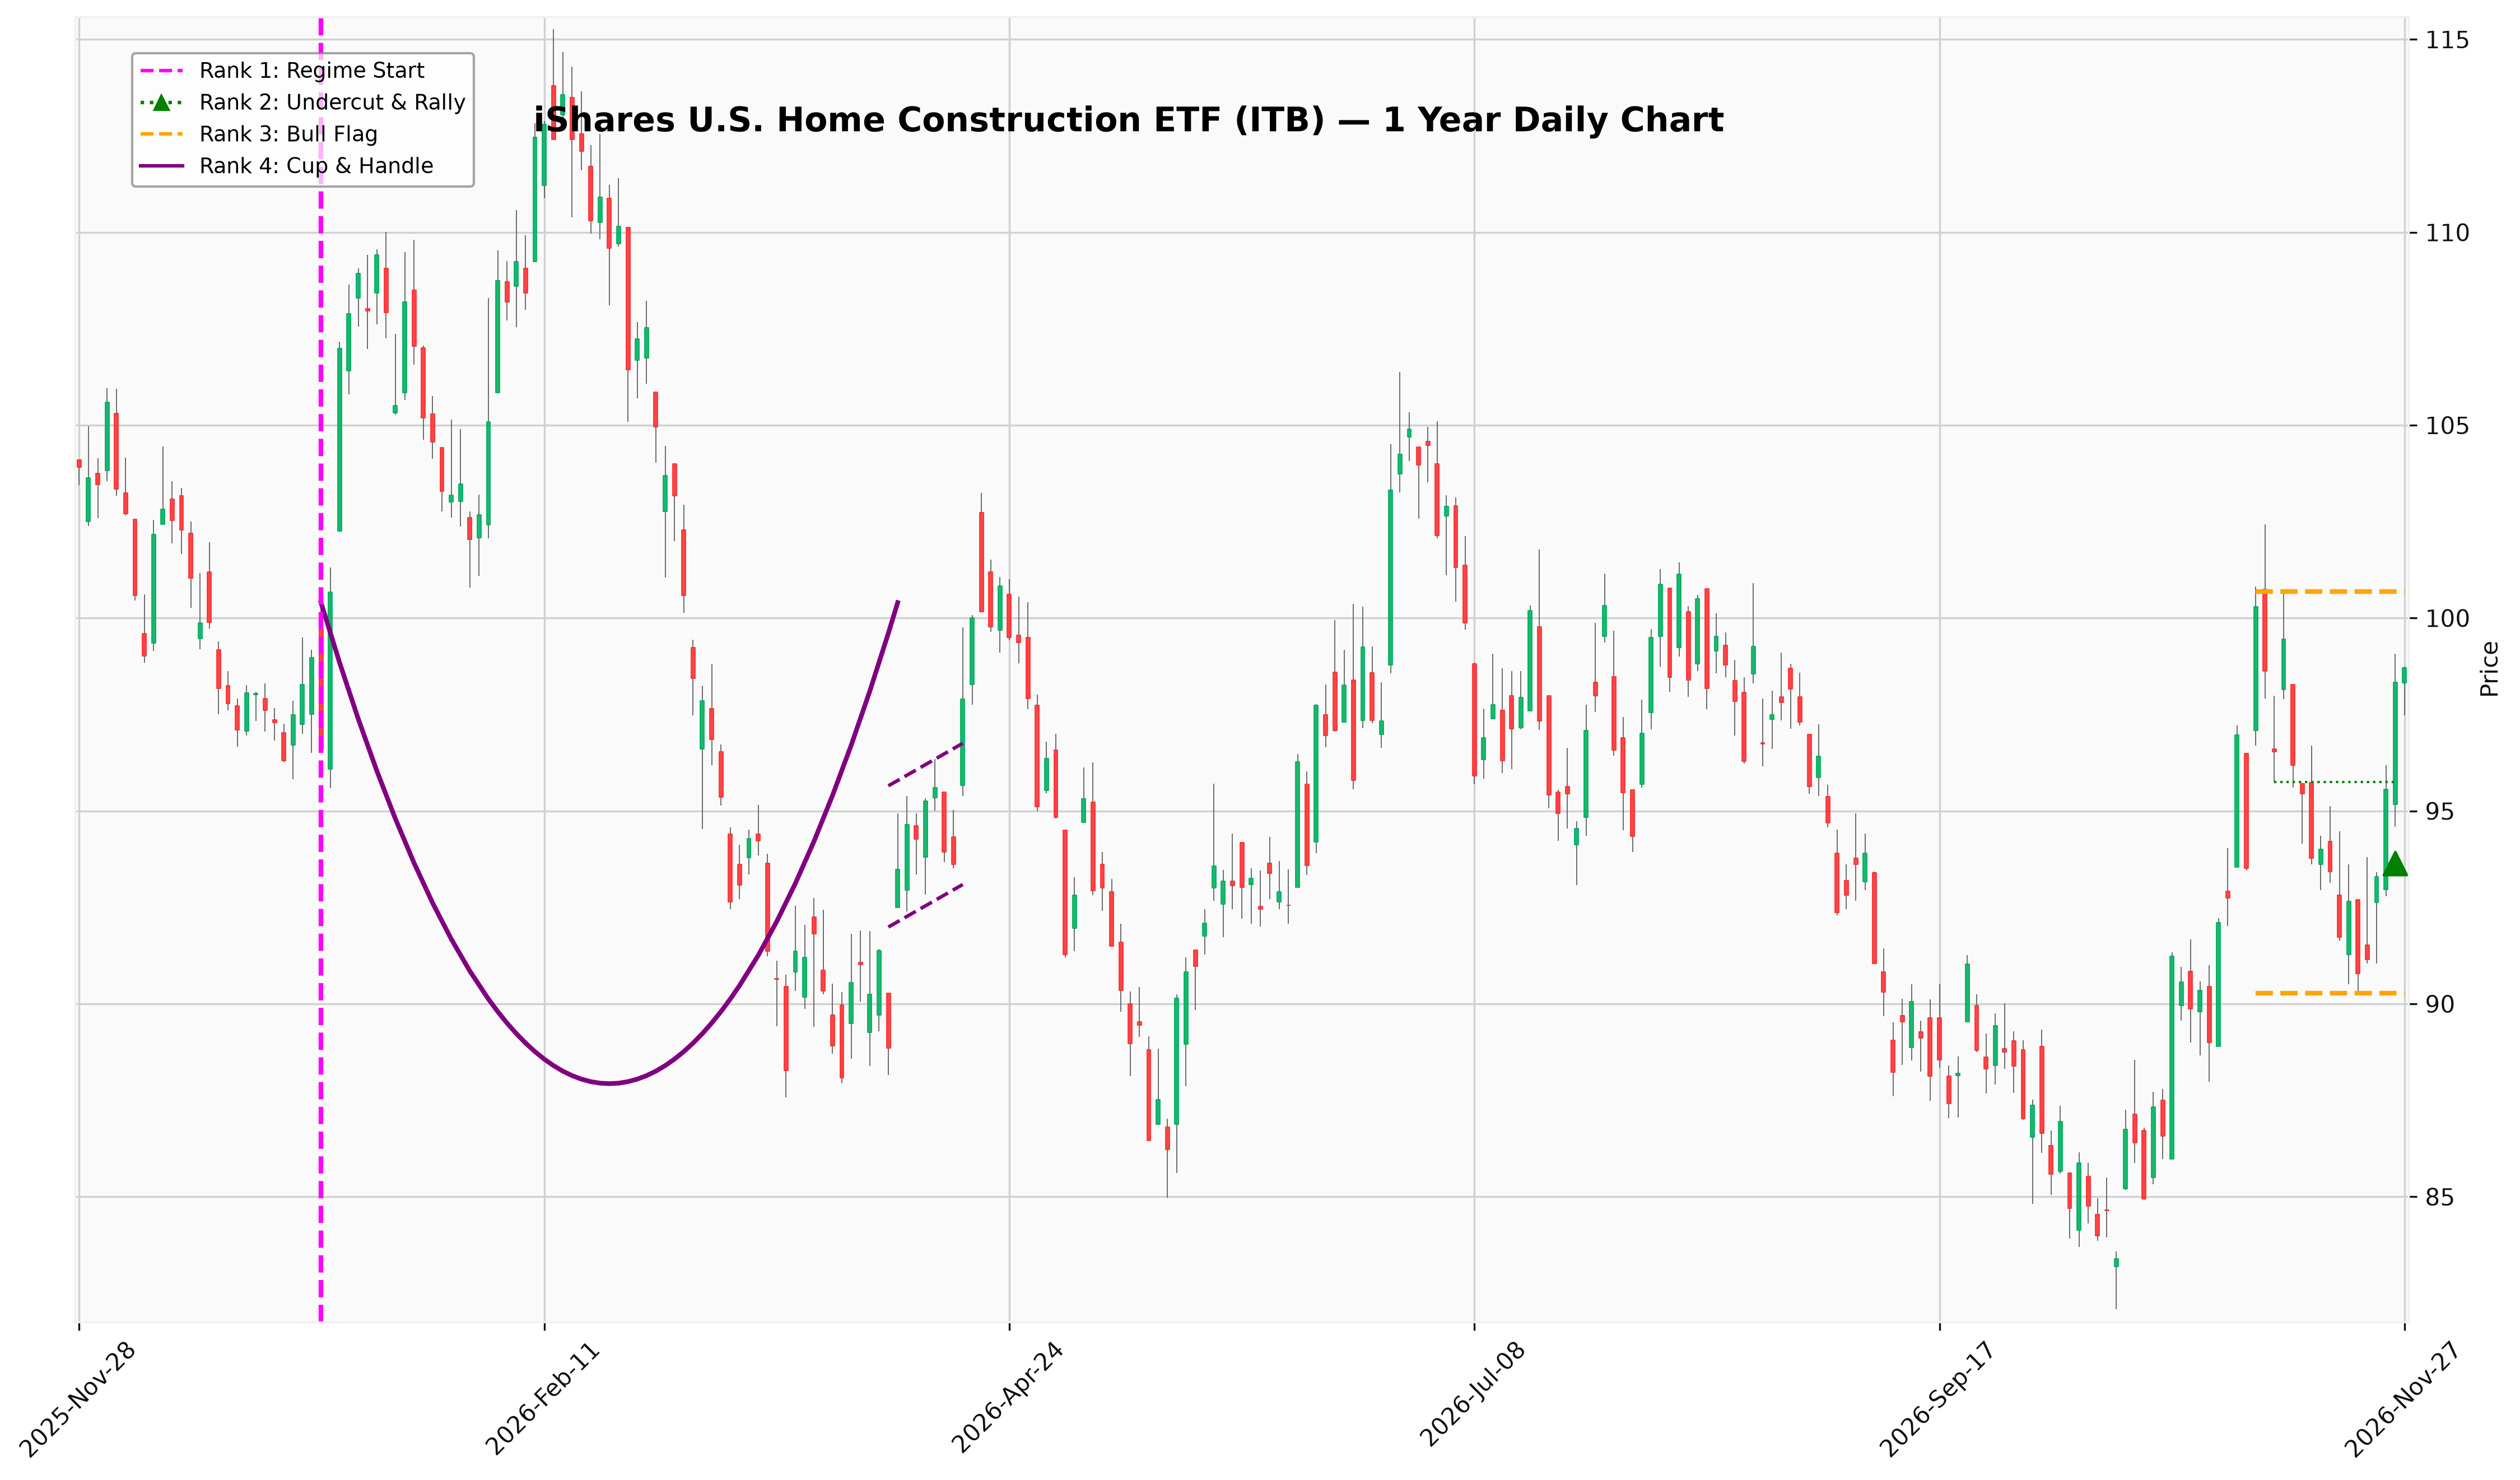 Rank 1: Regime Start
Rank 2: Undercut & Rally
Rank 3: Bull Flag
Rank 4: Cup & Handle
iShares U.S. Home Construction ETF (ITB) — 1 Year Daily Chart
115
110
105
100
95
90
85
Price
2025-Nov-28
2026-Feb-11
2026-Apr-24
2026-Jul-08
2026-Sep-17
2026-Nov-27